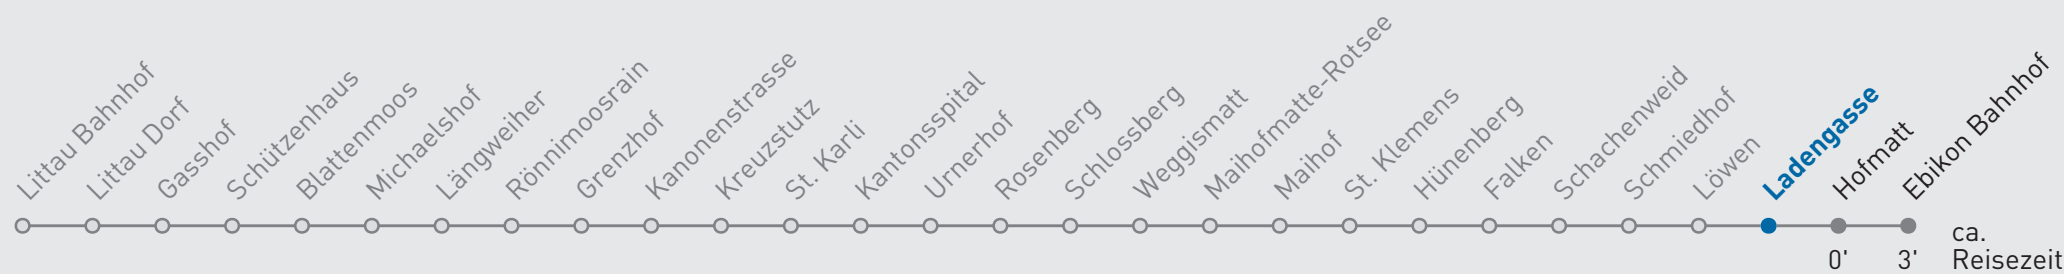 Littau Bahnhof
Littau Dorf
Gasshof
Schützenhaus
Blattenmoos
Michaelshof
Längweiher
Rönnimoosrain
Grenzhof
Kanonenstrasse
Kreuzstutz
St. Karli
Kantonsspital
Urnerhof
Rosenberg
Schlossberg
Weggismatt
Maihofmatte-Rotsee
Maihof
St. Klemens
Hünenberg
Falken
Schachenweid
Schmiedhof
Löwen
Ladengasse
Hofmatt
Ebikon Bahnhof
ca.
0' 3' Reisezeit